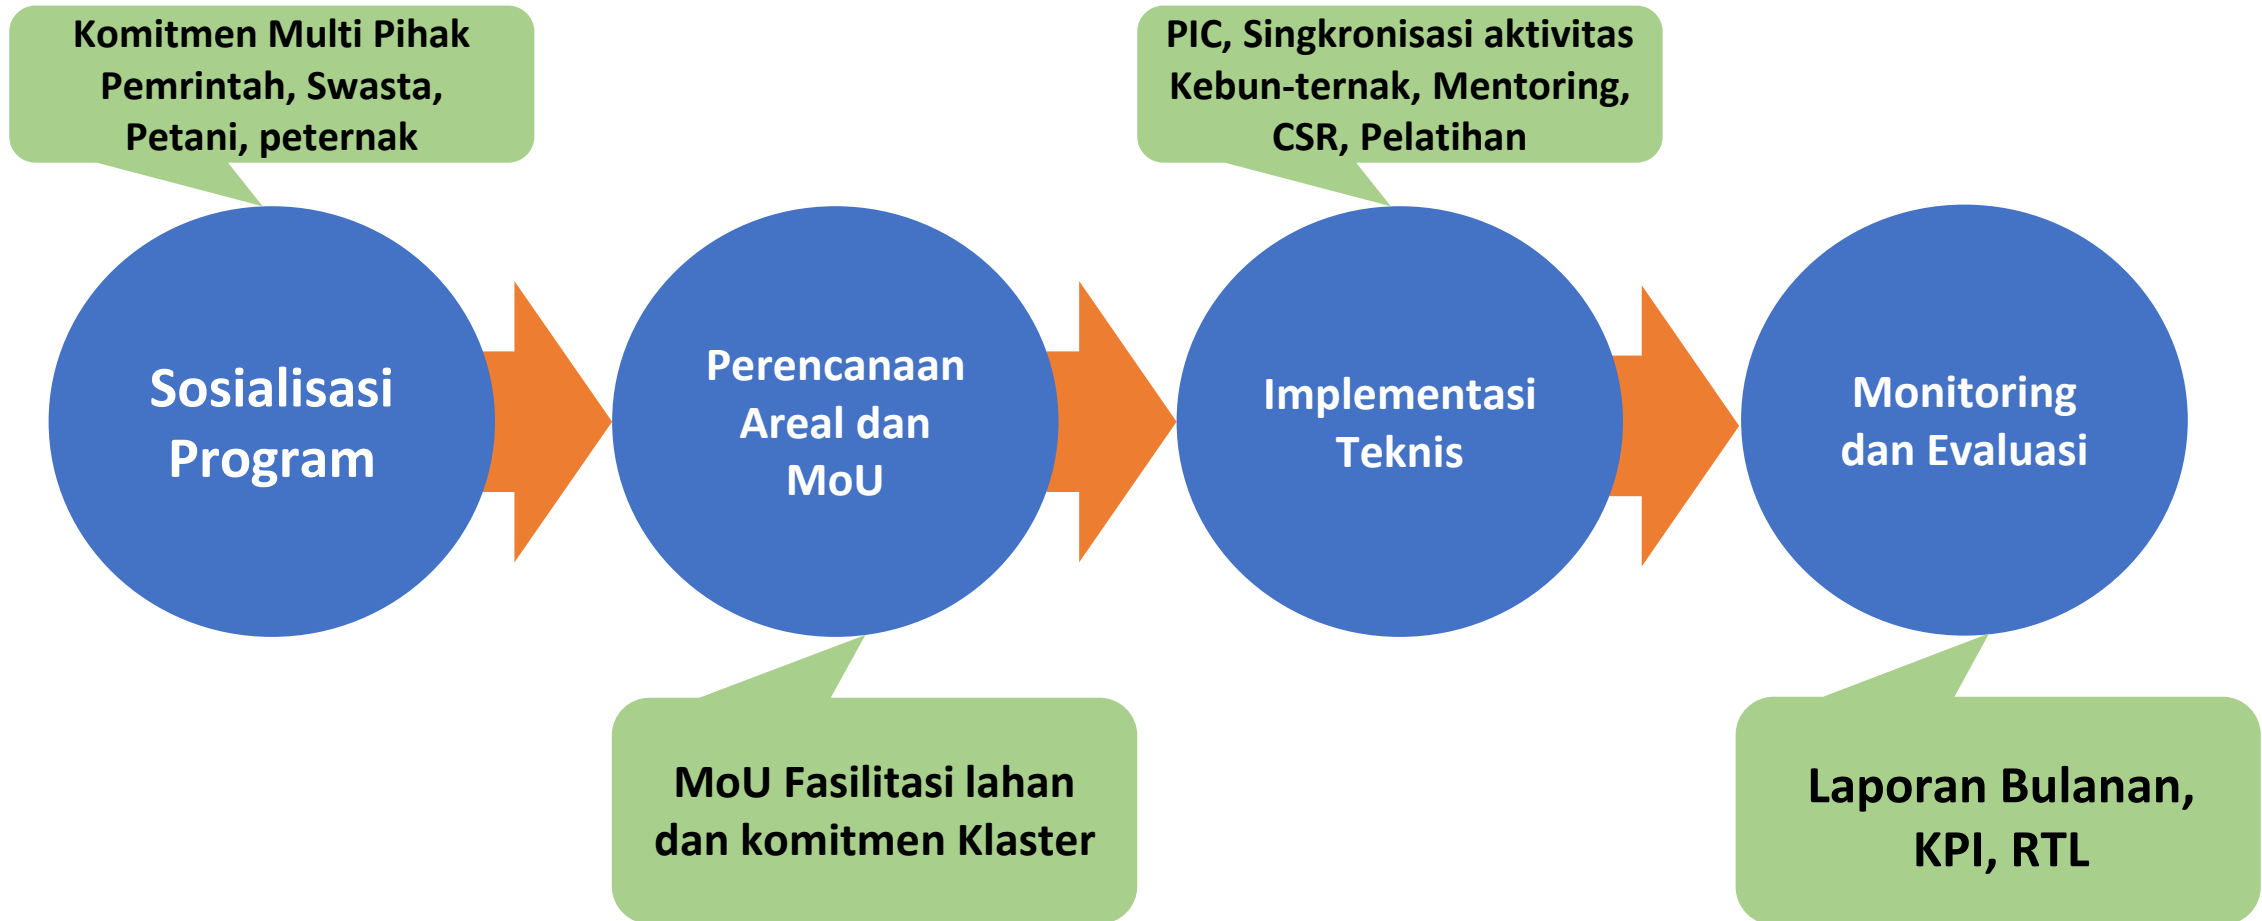 Komitmen Multi Pihak
Pemrintah, Swasta,
Petani, peternak
PIC, Singkronisasi aktivitas
Kebun-ternak, Mentoring,
CSR, Pelatihan
Sosialisasi
Program
Perencanaan
Areal dan
MoU
Implementasi
Teknis
Monitoring
dan Evaluasi
MoU Fasilitasi lahan
dan komitmen Klaster
Laporan Bulanan,
KPI, RTL